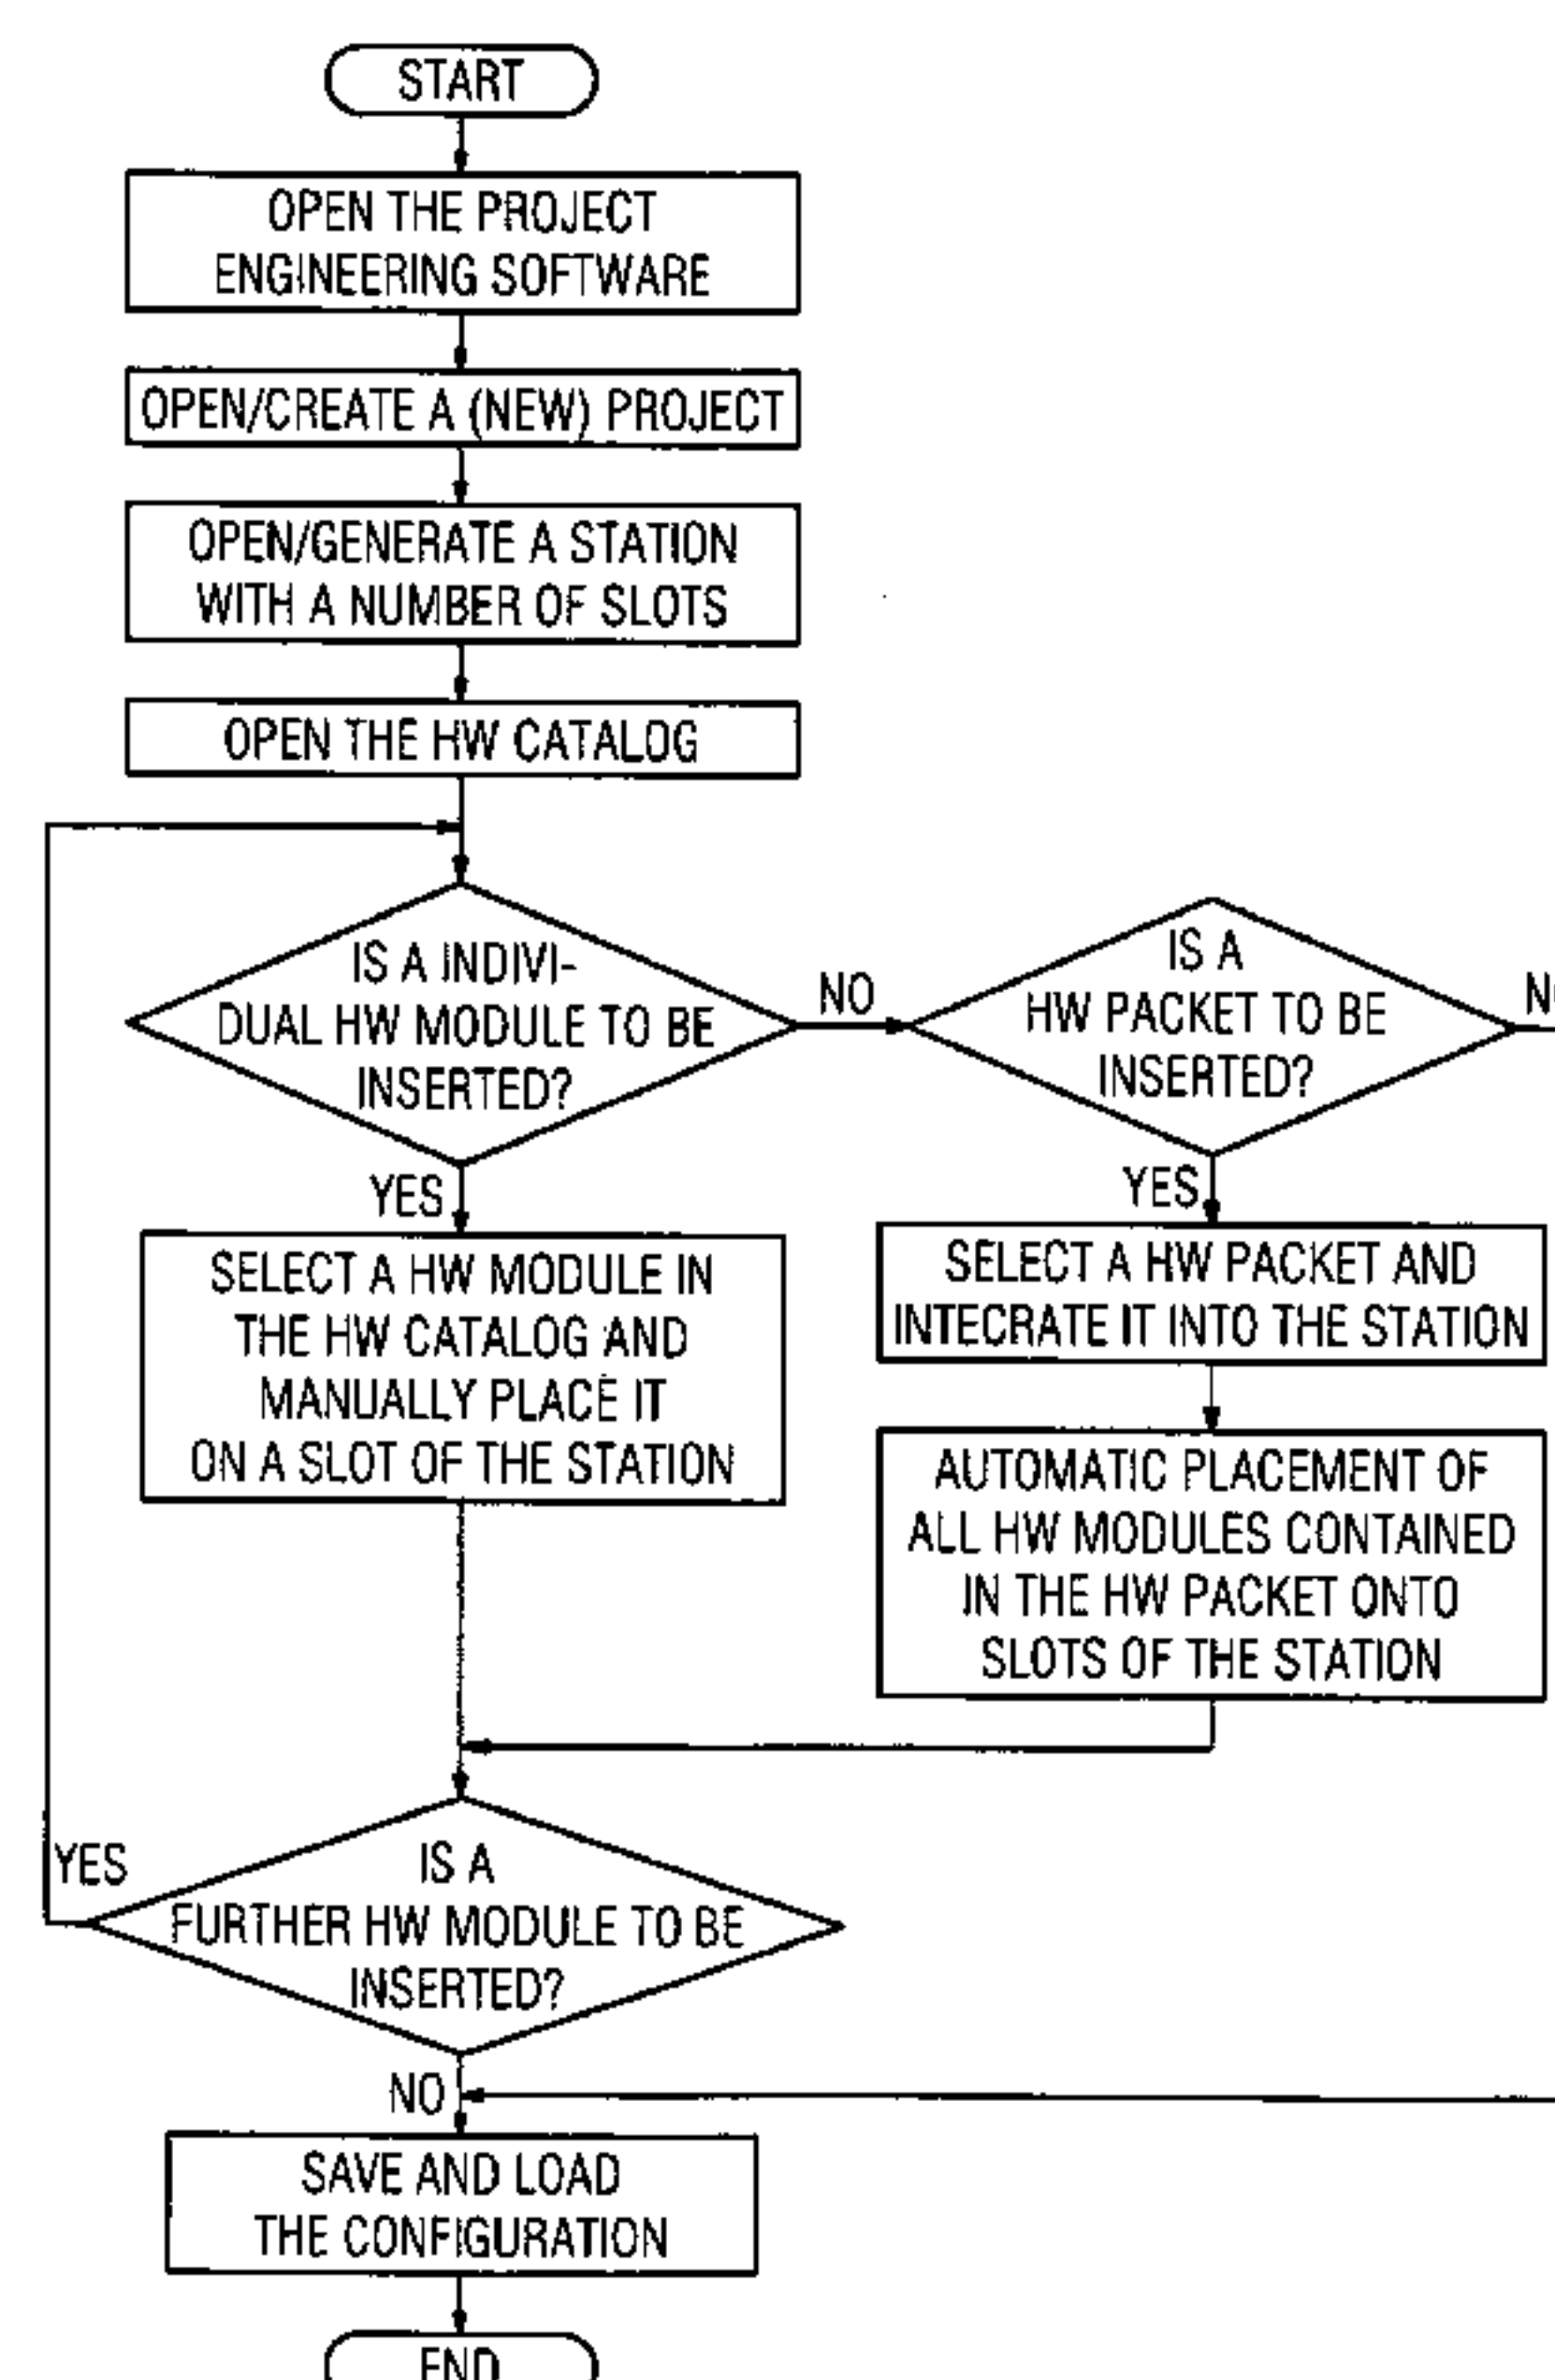 START
OPEN THE PROJECT
ENGINEERING SOFTWARE
OPEN/CREATE A (NEW) PROJECT
OPEN/GENERATE A STATION
WITH A NUMBER OF SLOTS
OPEN THE HW CATALOG
IS A INDIVI-
DUAL HW MODULE TO BE
INSERTED?
NO
IS A
HW PACKET TO BE
INSERTED?
NO
YES
SELECT A HW MODULE IN
THE HW CATALOG AND
MANUALLY PLACE IT
ON A SLOT OF THE STATION
YES
SELECT A HW PACKET AND
INTECRATE IT INTO THE STATION
AUTOMATIC PLACEMENT OF
ALL HW MODULES CONTAINED
IN THE HW PACKET ONTO
SLOTS OF THE STATION
YES
IS A
FURTHER HW MODULE TO BE
INSERTED?
NO
SAVE AND LOAD
THE CONFIGURATION
END